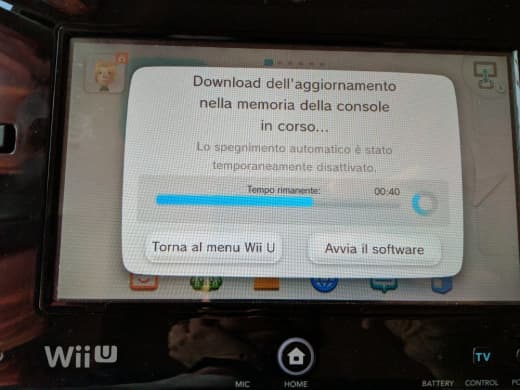 Download dell'aggiornamento
nella memoria della console
in corso...
Lo spegnimento automatico è stato
temporaneamente disattivato.
Tempo rimanente: 00:40
Torna al menu Wii U Avvia il software
Wii U TV
MIC HOME BATTERY CONTROL